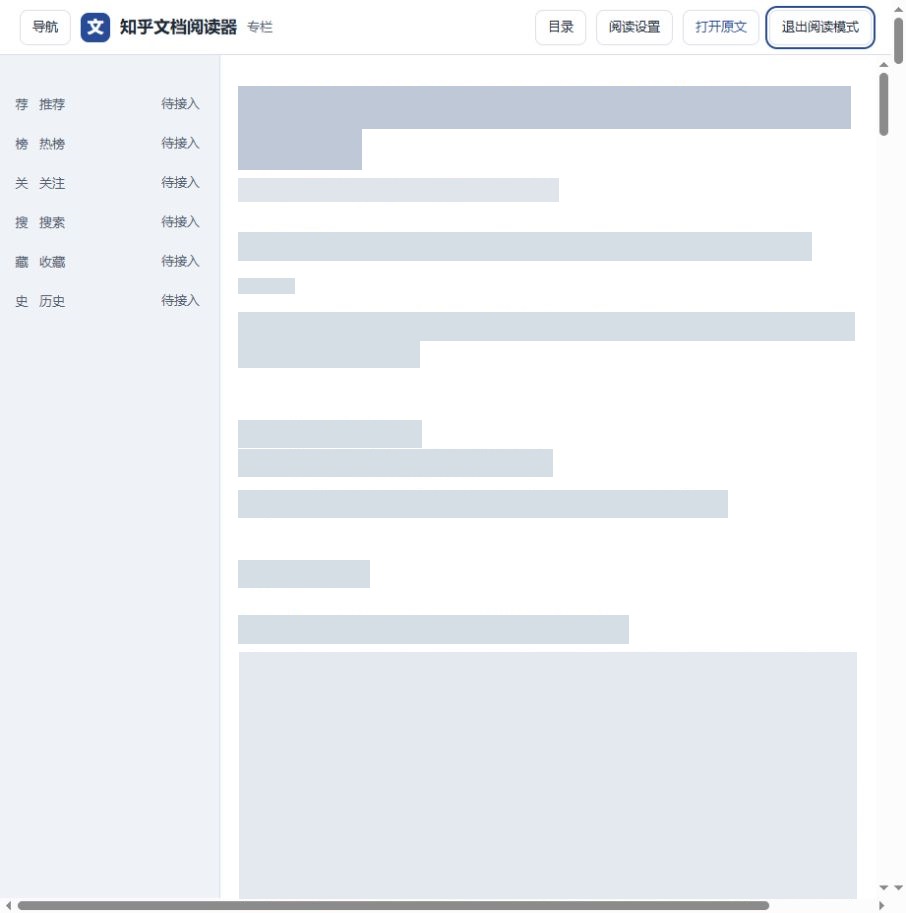 导航 文 知乎文档阅读器 专栏 目录 阅读设置 打开原文 退出阅读模式
荐 推荐 待接入
榜 热榜 待接入
关 关注 待接入
搜 搜索 待接入
藏 收藏 待接入
史 历史 待接入